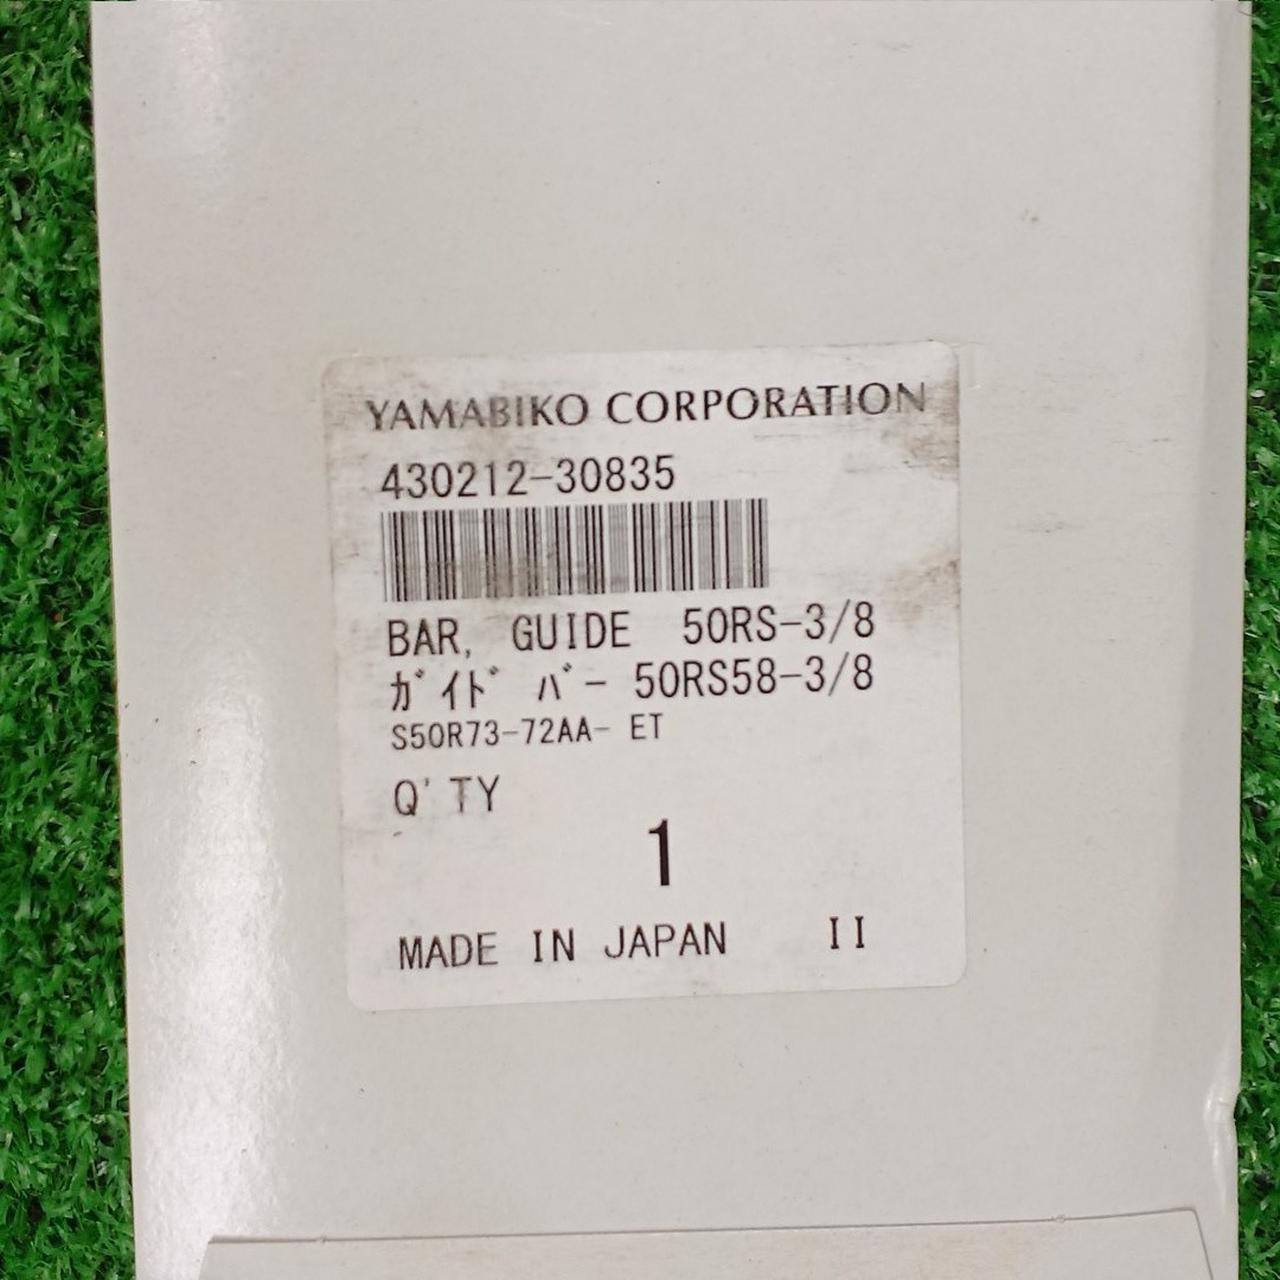 YAMABIKO CORPORATION
430212-30835
BAR, GUIDE 50RS-3/8
ｶﾞｲﾄﾞ ﾊﾞｰ 50RS58-3/8
S50R73-72AA- ET
Q'TY
1
MADE IN JAPAN II